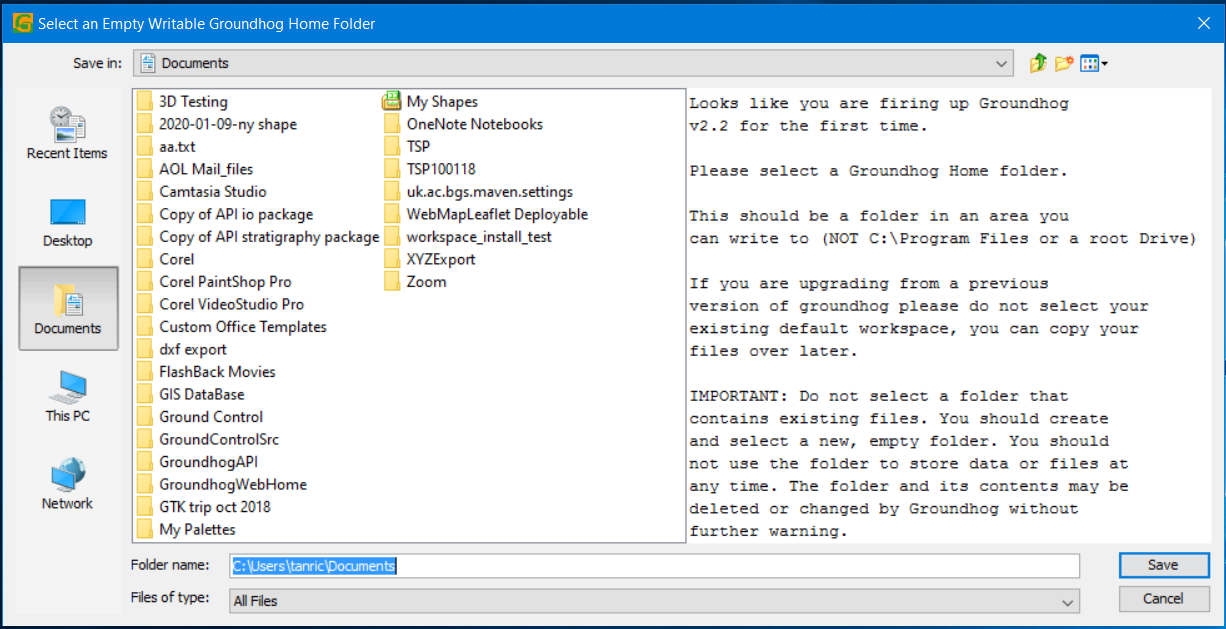 Select an Empty Writable Groundhog Home Folder
Save in:
Documents
Recent Items
Desktop
Documents
This PC
Network
3D Testing
2020-01-09-ny shape
aa.txt
AOL Mail_files
Camtasia Studio
Copy of API io package
Copy of API stratigraphy package
Corel
Corel PaintShop Pro
Corel VideoStudio Pro
Custom Office Templates
dxf export
FlashBack Movies
GIS DataBase
Ground Control
GroundControlSrc
GroundhogAPI
GroundhogWebHome
GTK trip oct 2018
My Palettes
My Shapes
OneNote Notebooks
TSP
TSP100118
uk.ac.bgs.maven.settings
WebMapLeaflet Deployable
workspace_install_test
XYZExport
Zoom
Looks like you are firing up Groundhog
v2.2 for the first time.
Please select a Groundhog Home folder.
This should be a folder in an area you
can write to (NOT C:\Program Files or a root Drive)
If you are upgrading from a previous
version of groundhog please do not select your
existing default workspace, you can copy your
files over later.
IMPORTANT: Do not select a folder that
contains existing files. You should create
and select a new, empty folder. You should
not use the folder to store data or files at
any time. The folder and its contents may be
deleted or changed by Groundhog without
further warning.
Folder name:
C:\Users\tanric\Documents
Save
Files of type:
All Files
Cancel